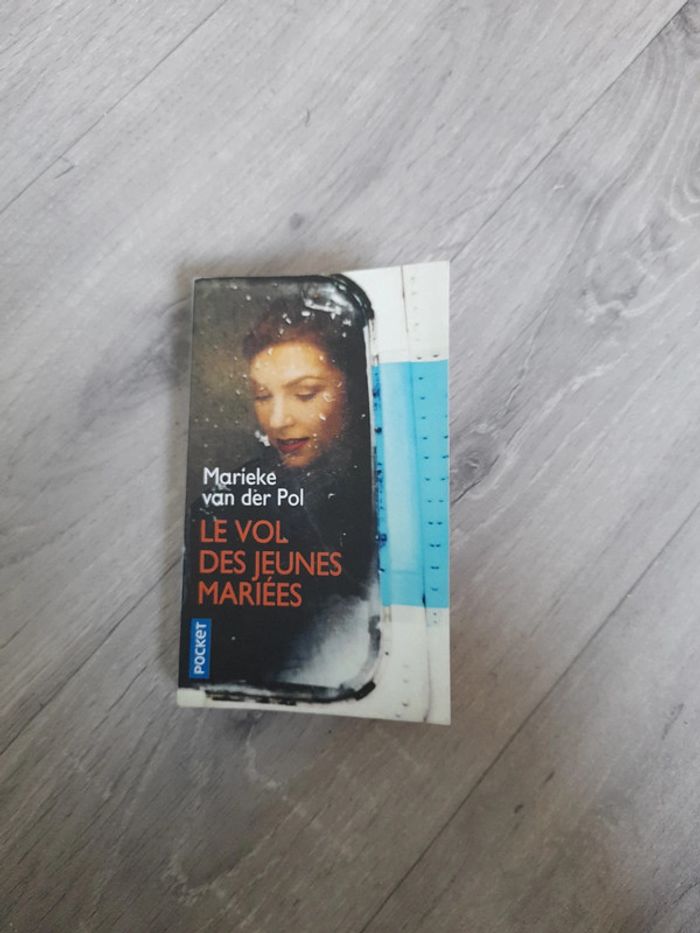 Marieke
van der Pol
LE VOL
DES JEUNES
MARIÉES
POCKET